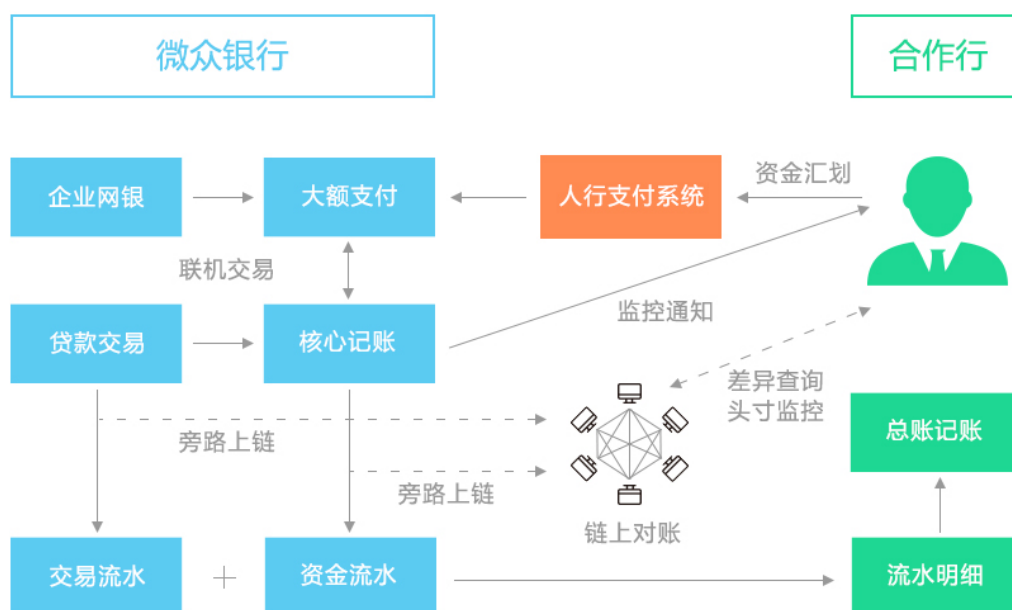 微众银行
合作行
企业网银
大额支付
人行支付系统
资金汇划
联机交易
贷款交易
核心记账
监控通知
差异查询
头寸监控
旁路上链
旁路上链
链上对账
总账记账
交易流水
+
资金流水
流水明细